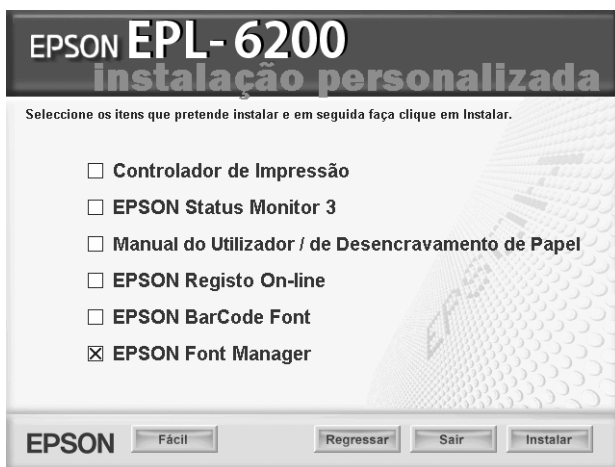 EPSON EPL-6200
instalação personalizada
Seleccione os itens que pretende instalar e em seguida faça clique em Instalar.
Controlador de Impressão
EPSON Status Monitor 3
Manual do Utilizador / de Desencravamento de Papel
EPSON Registo On-line
EPSON BarCode Font
EPSON Font Manager
EPSON
EPSON Fácil Regressar Sair Instalar